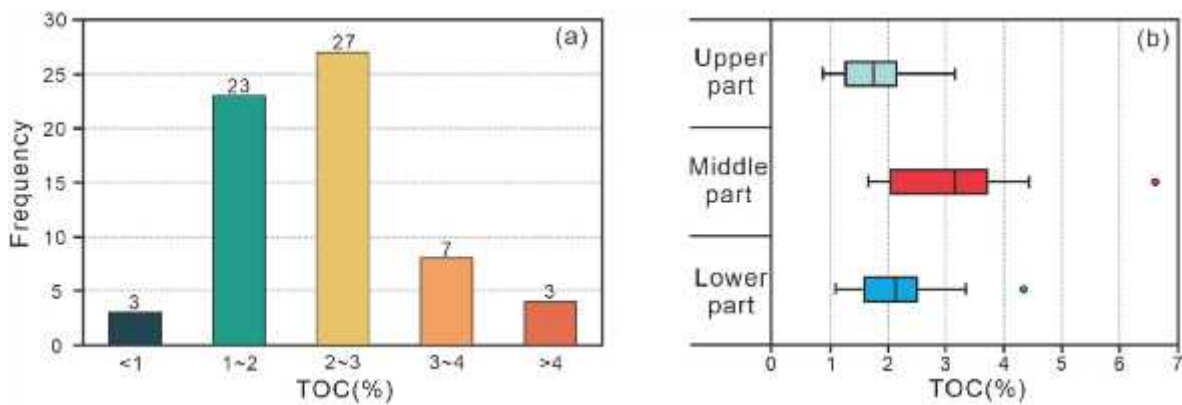 (a)
Frequency
30
25
20
15
10
5
0
3
23
27
7
3
<1
1~2
2~3
3~4
>4
TOC(%)
(b)
Upper
part
Middle
part
Lower
part
0 1 2 3 4 5 6 7
TOC(%)